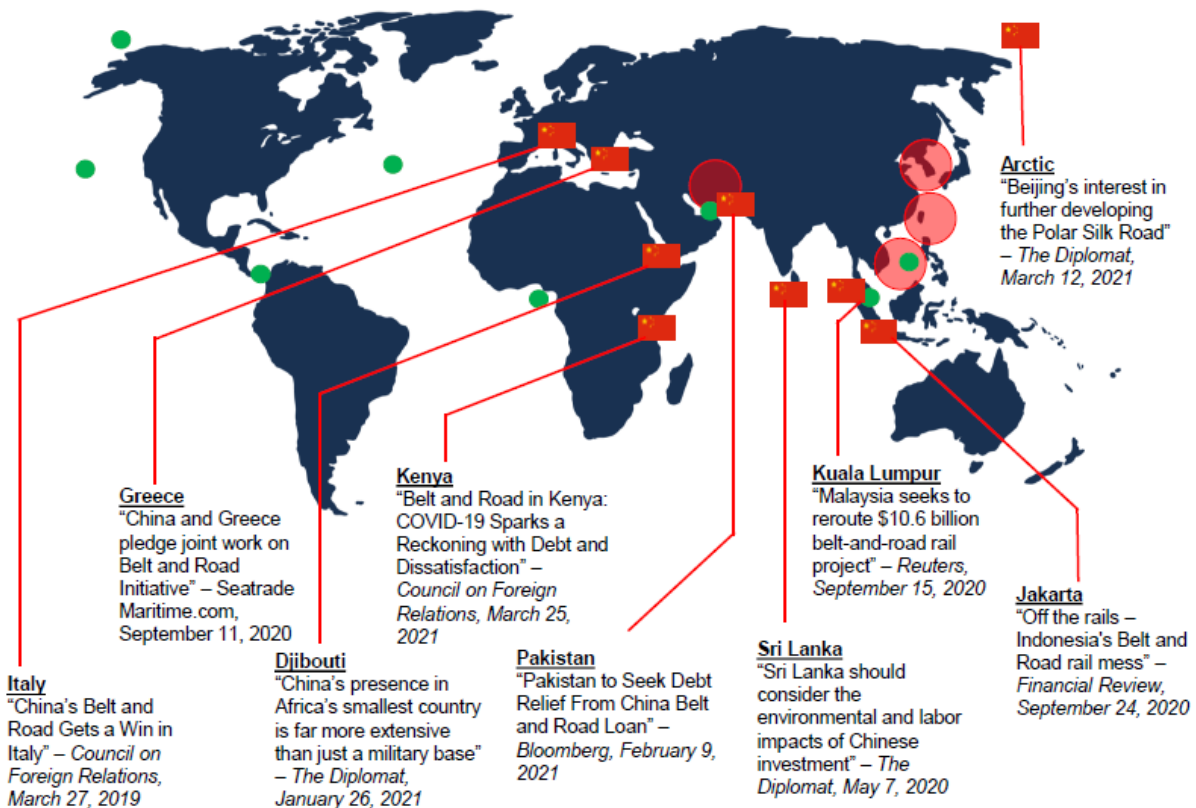 Arctic
“Beijing’s interest in
further developing
the Polar Silk Road”
– The Diplomat,
March 12, 2021
Greece
“China and Greece
pledge joint work on
Belt and Road
Initiative” – Seatrade
Maritime.com,
September 11, 2020
Kenya
“Belt and Road in Kenya:
COVID-19 Sparks a
Reckoning with Debt and
Dissatisfaction” –
Council on Foreign
Relations, March 25,
2021
Kuala Lumpur
“Malaysia seeks to
reroute $10.6 billion
belt-and-road rail
project” – Reuters,
September 15, 2020
Jakarta
“Off the rails –
Indonesia's Belt and
Road rail mess” –
Financial Review,
September 24, 2020
Italy
“China’s Belt and
Road Gets a Win in
Italy” – Council on
Foreign Relations,
March 27, 2019
Djibouti
“China’s presence in
Africa’s smallest country
is far more extensive
than just a military base”
– The Diplomat,
January 26, 2021
Pakistan
“Pakistan to Seek Debt
Relief From China Belt
and Road Loan” –
Bloomberg, February 9,
2021
Sri Lanka
“Sri Lanka should
consider the
environmental and labor
impacts of Chinese
investment” – The
Diplomat, May 7, 2020